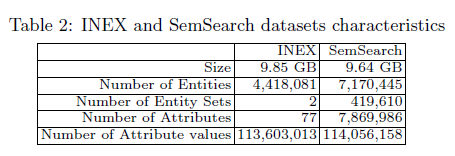 Table 2: INEX and SemSearch datasets characteristics
INEX SemSearch
Size 9.85 GB 9.64 GB
Number of Entities 4,418,081 7,170,445
Number of Entity Sets 2 419,610
Number of Attributes 77 7,869,986
Number of Attribute values 113,603,013 114,056,158